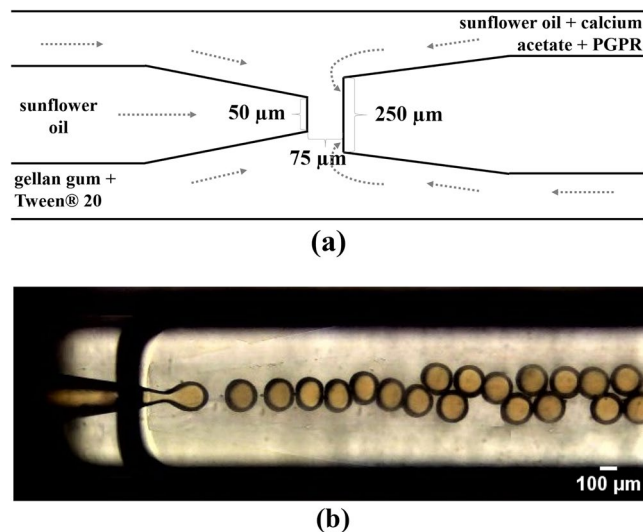 sunflower oil + calcium
acetate + PGPR
sunflower
oil
50 µm
250 µm
75 µm
gellan gum +
Tween® 20
(a)
100 µm
(b)